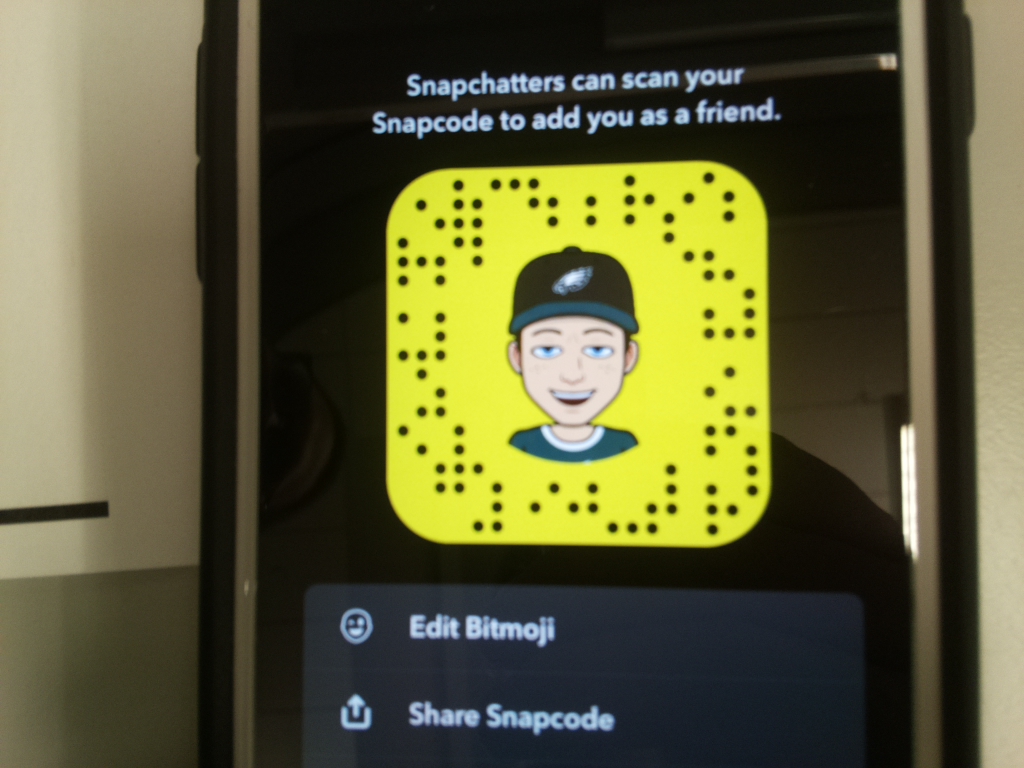 Snapchatters can scan your
Snapcode to add you as a friend.
Edit Bitmoji
Share Snapcode